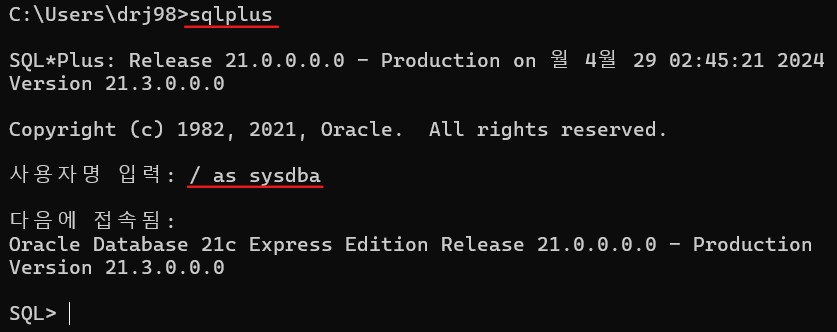 C:\Users\drj98>sqlplus
SQL*Plus: Release 21.0.0.0.0 - Production on 월 4월 29 02:45:21 2024
Version 21.3.0.0.0
Copyright (c) 1982, 2021, Oracle.  All rights reserved.
사용자명 입력: / as sysdba
다음에 접속됨:
Oracle Database 21c Express Edition Release 21.0.0.0.0 - Production
Version 21.3.0.0.0
SQL>